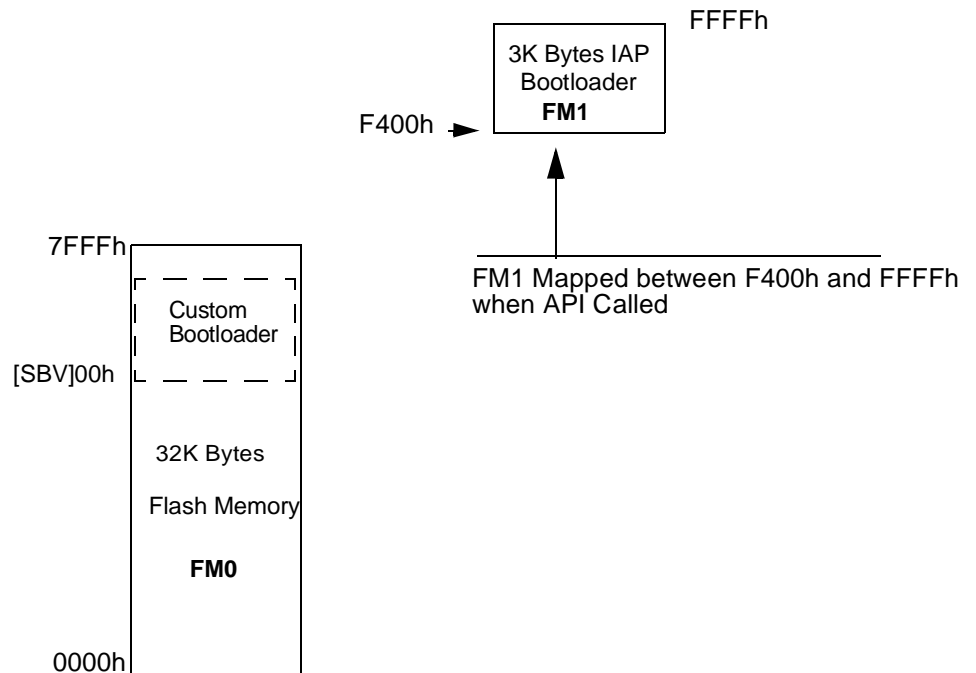 FFFFh
3K Bytes IAP
Bootloader
FM1
F400h
7FFFh
FM1 Mapped between F400h and FFFFh
when API Called
Custom
Bootloader
[SBV]00h
32K Bytes
Flash Memory
FM0
0000h